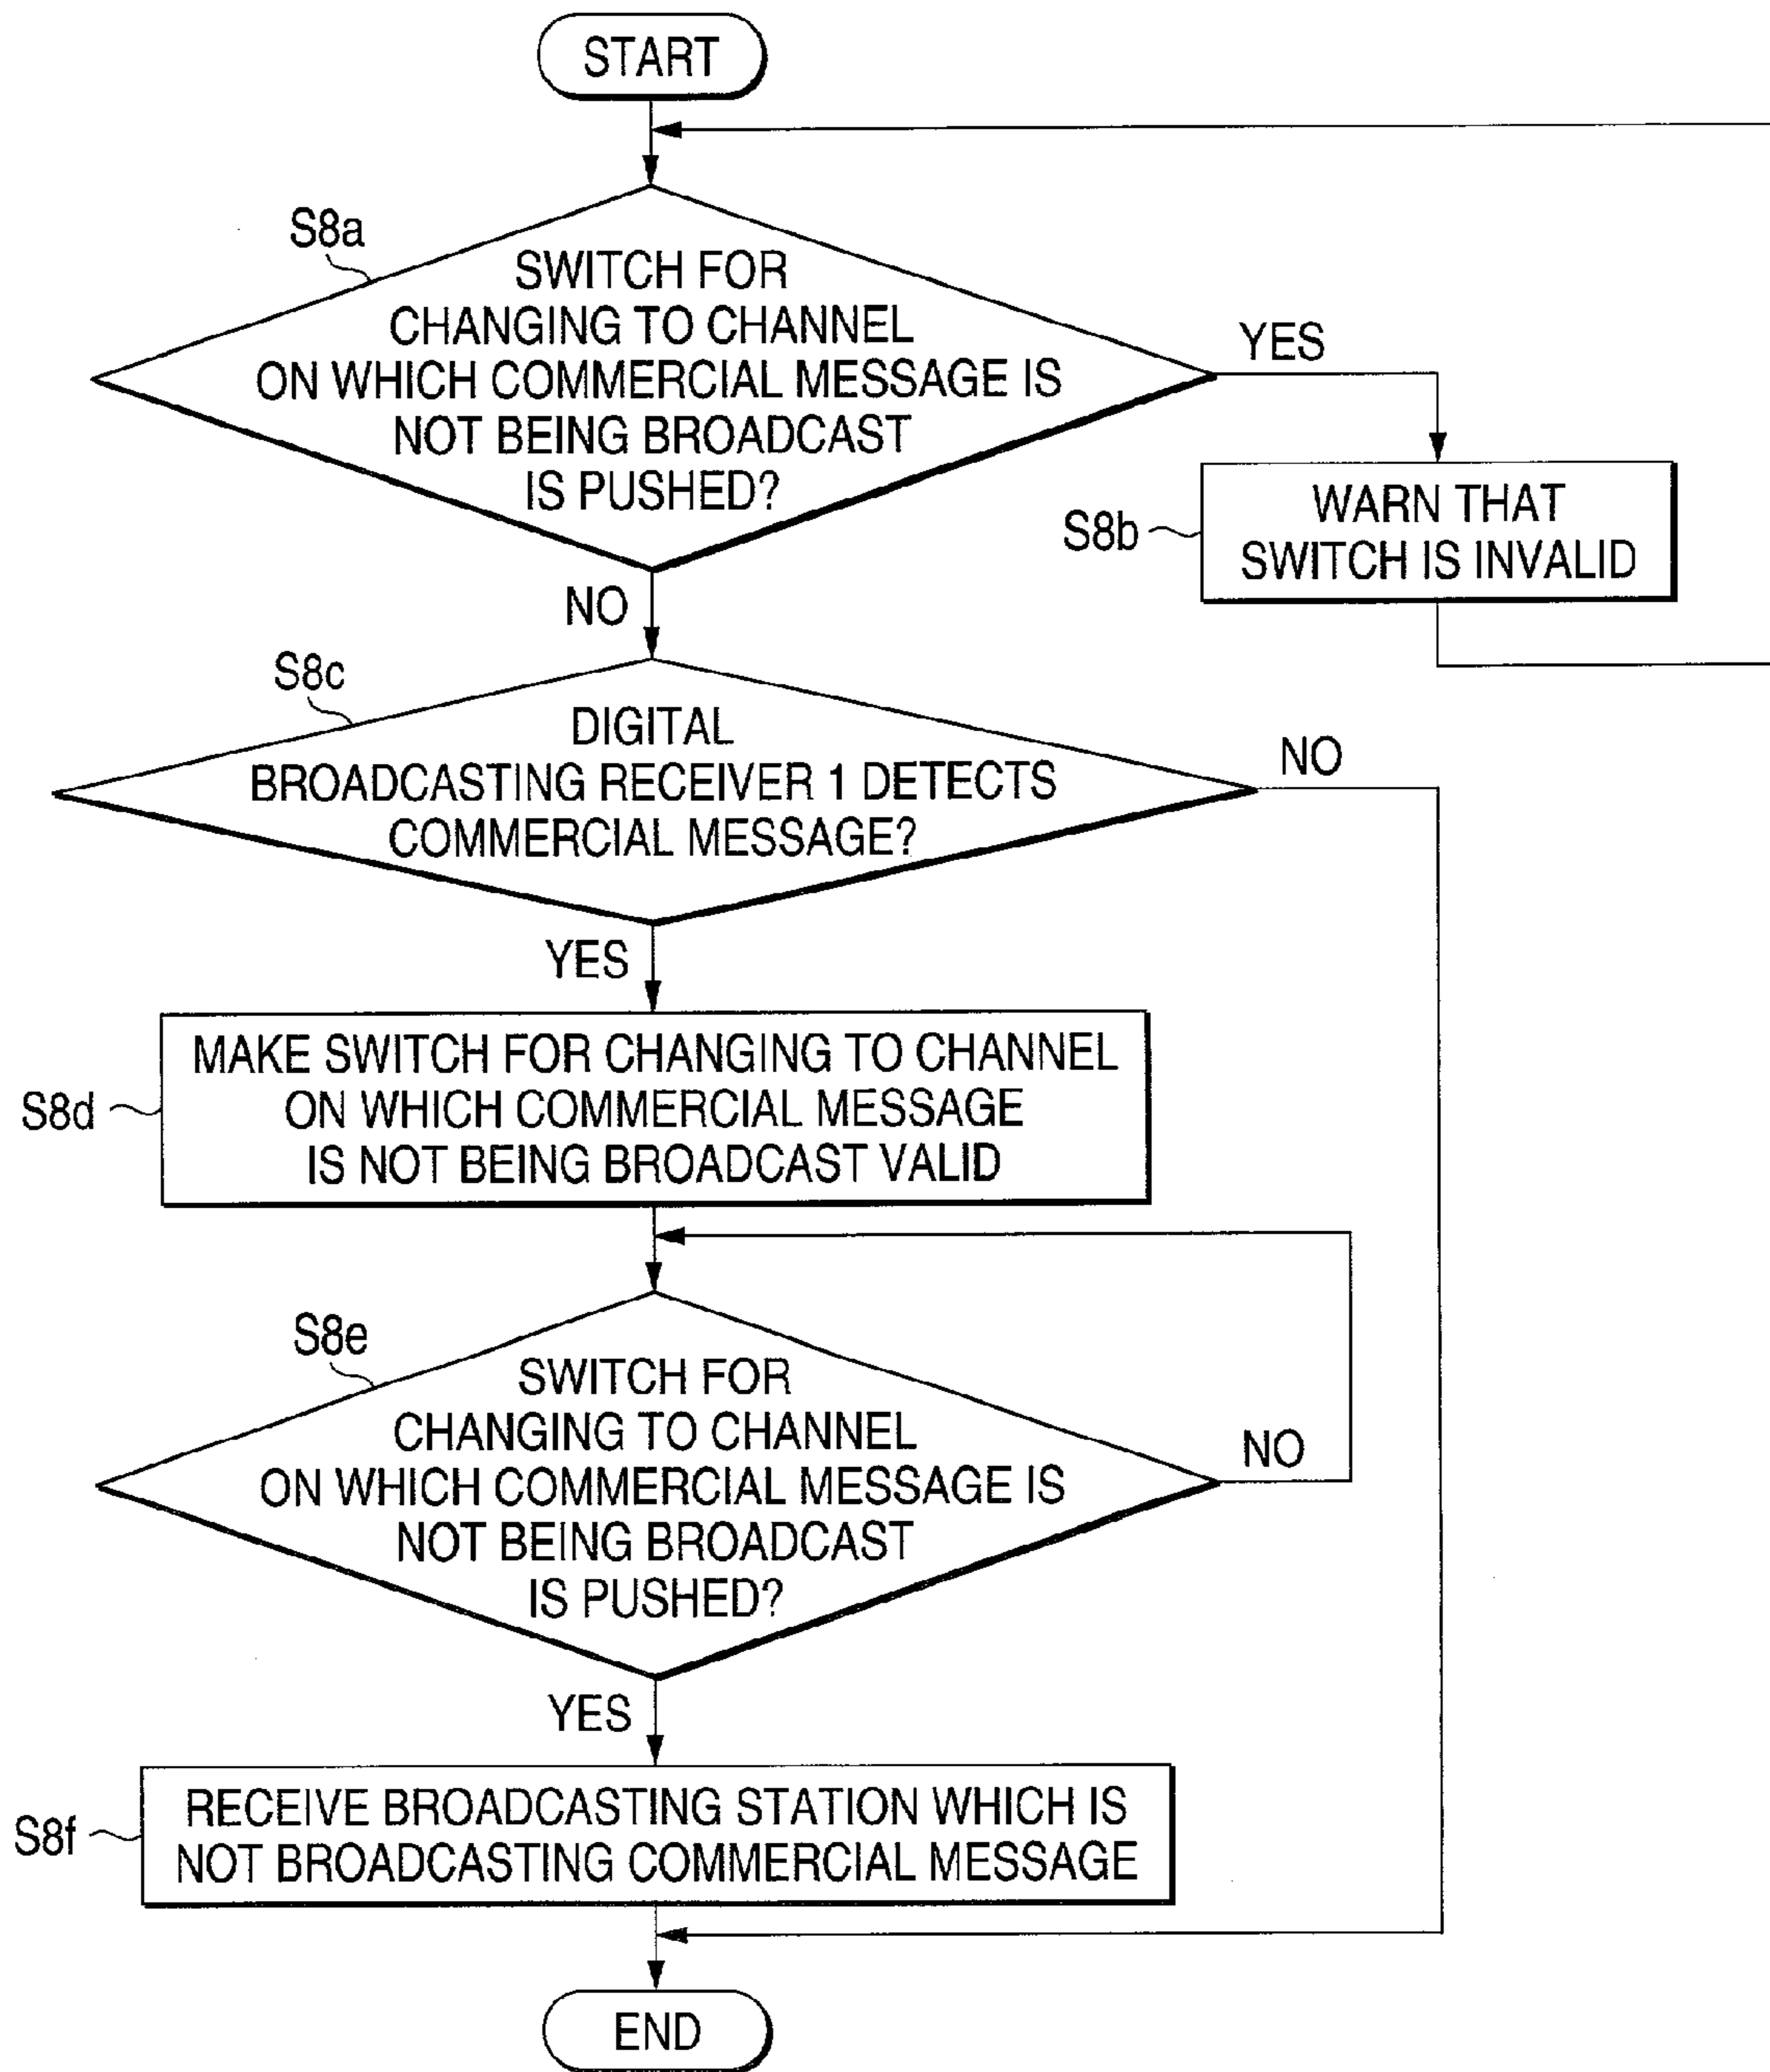 START
S8a
SWITCH FOR
CHANGING TO CHANNEL
ON WHICH COMMERCIAL MESSAGE IS
NOT BEING BROADCAST
IS PUSHED?
YES
S8b
WARN THAT
SWITCH IS INVALID
NO
S8c
DIGITAL
BROADCASTING RECEIVER 1 DETECTS
COMMERCIAL MESSAGE?
NO
YES
S8d
MAKE SWITCH FOR CHANGING TO CHANNEL
ON WHICH COMMERCIAL MESSAGE
IS NOT BEING BROADCAST VALID
S8e
SWITCH FOR
CHANGING TO CHANNEL
ON WHICH COMMERCIAL MESSAGE IS
NOT BEING BROADCAST
IS PUSHED?
NO
YES
S8f
RECEIVE BROADCASTING STATION WHICH IS
NOT BROADCASTING COMMERCIAL MESSAGE
END